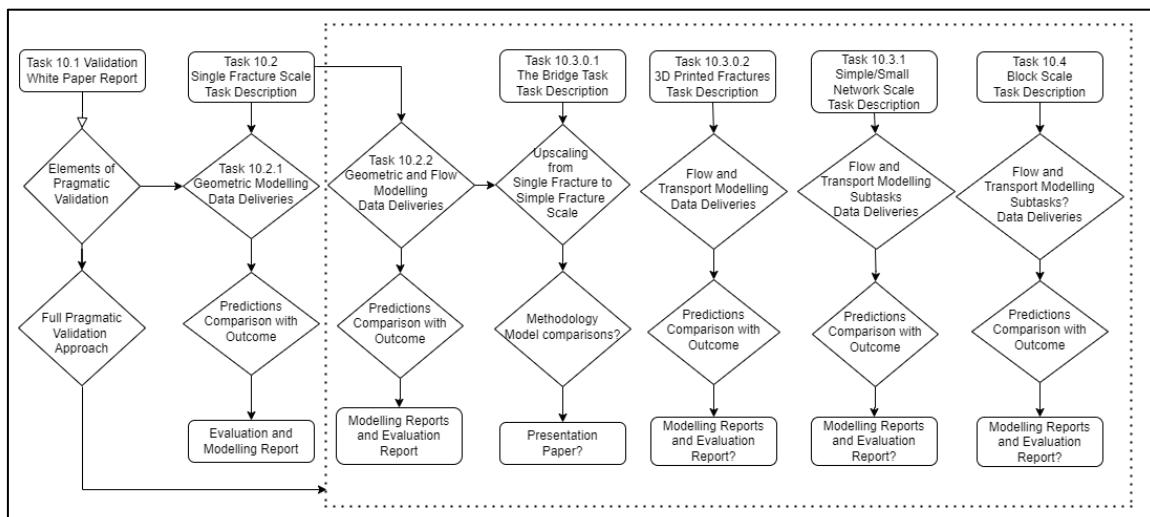 Task 10.1 Validation
White Paper Report
Elements of
Pragmatic
Validation
Full Pragmatic
Validation
Approach
Task 10.2
Single Fracture Scale
Task Description
Task 10.2.1
Geometric Modelling
Data Deliveries
Predictions
Comparison with
Outcome
Evaluation and
Modelling Report
Task 10.2.2
Geometric and Flow
Modelling
Data Deliveries
Predictions
Comparison with
Outcome
Modelling Reports
and Evaluation
Report
Task 10.3.0.1
The Bridge Task
Task Description
Upscaling
from
Single Fracture to
Simple Fracture
Scale
Methodology
Model comparisons?
Presentation
Paper?
Task 10.3.0.2
3D Printed Fractures
Task Description
Flow and
Transport Modelling
Data Deliveries
Predictions
Comparison with
Outcome
Modelling Reports
and Evaluation
Report?
Task 10.3.1
Simple/Small
Network Scale
Task Description
Flow and
Transport Modelling
Subtasks
Data Deliveries
Predictions
Comparison with
Outcome
Modelling Reports
and Evaluation
Report?
Task 10.4
Block Scale
Task Description
Flow and
Transport Modelling
Subtasks?
Data Deliveries
Predictions
Comparison with
Outcome
Modelling Reports
and Evaluation
Report?